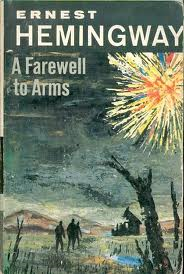 ERNEST
HEMINGWAY
A Farewell
to Arms